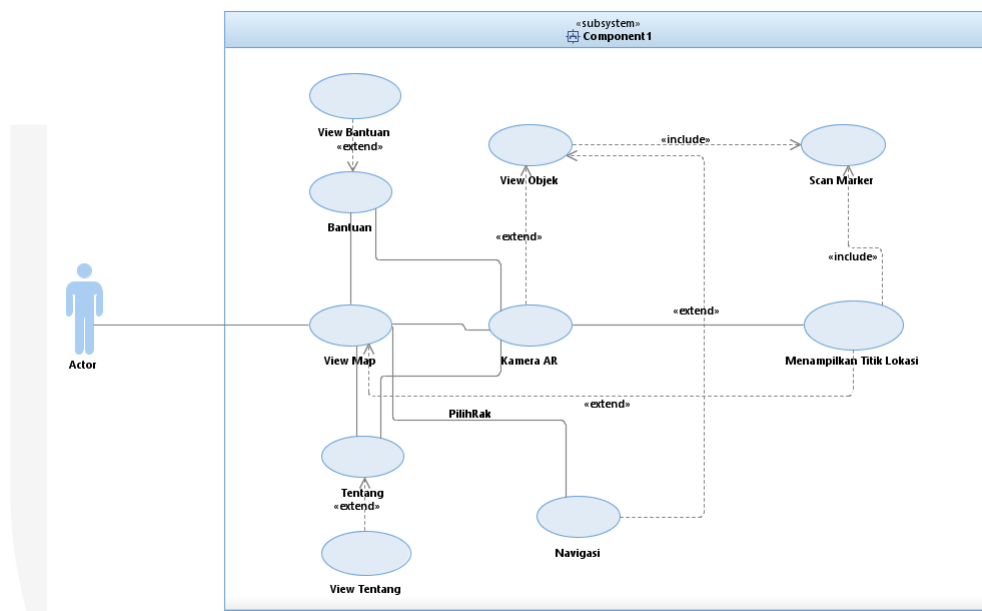 «subsystem»
Component1
View Bantuan
«extend»
Bantuan
View Objek
«include»
Scan Marker
«extend»
«include»
Actor
View Map
Kamera AR
«extend»
Menampilkan Titik Lokasi
«extend»
PilihRak
Tentang
«extend»
View Tentang
Navigasi